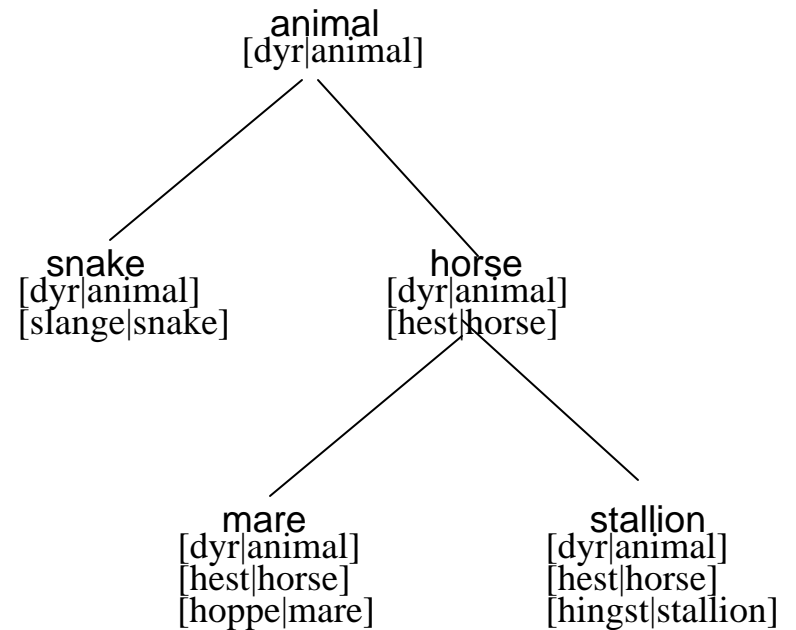 animal
[dyr|animal]
snake
[dyr|animal]
[slange|snake]
horse
[dyr|animal]
[hest|horse]
mare
[dyr|animal]
[hest|horse]
[hoppe|mare]
stallion
[dyr|animal]
[hest|horse]
[hingst|stallion]